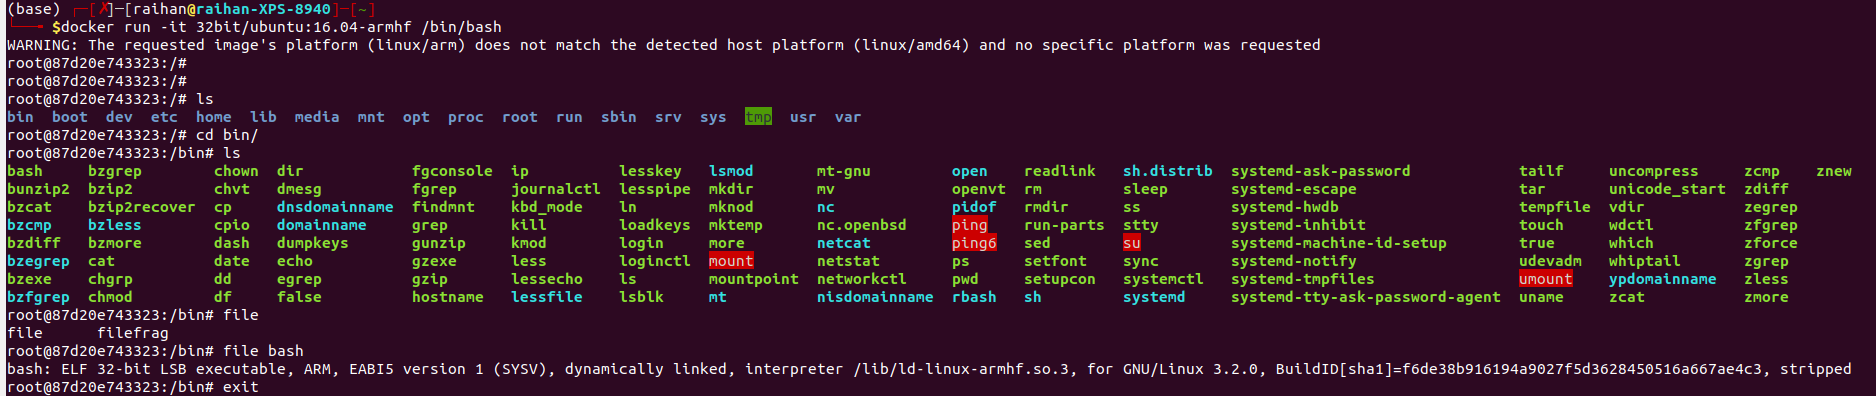 (base) ┌─[✗]─[raihan@raihan-XPS-8940]─[~]
└──╼ $docker run -it 32bit/ubuntu:16.04-armhf /bin/bash
WARNING: The requested image's platform (linux/arm) does not match the detected host platform (linux/amd64) and no specific platform was requested
root@87d20e743323:/#
root@87d20e743323:/#
root@87d20e743323:/# ls
bin boot dev etc home lib media mnt opt proc root run sbin srv sys tmp usr var
root@87d20e743323:/# cd bin/
root@87d20e743323:/bin# ls
bash bzgrep chown dir fgconsole ip lesskey lsmod mt-gnu open readlink sh.distrib systemd-ask-password tailf uncompress zcmp znew
bunzip2 bzip2 chvt dmesg fgrep journalctl lesspipe mkdir mv openvt rm sleep systemd-escape tar unicode_start zdiff
bzcat bzip2recover cp dnsdomainname findmnt kbd_mode ln mknod nc pidof rmdir ss systemd-hwdb tempfile vdir zegrep
bzcmp bzless cpio domainname grep kill loadkeys mktemp nc.openbsd ping run-parts stty systemd-inhibit touch wdctl zfgrep
bzdiff bzmore dash dumpkeys gunzip kmod login more netcat ping6 sed su systemd-machine-id-setup true which zforce
bzegrep cat date echo gzexe less loginctl mount netstat ps setfont sync systemd-notify udevadm whiptail zgrep
bzexe chgrp dd egrep gzip lessecho ls mountpoint networkctl pwd setupcon systemctl systemd-tmpfiles umount ypdomainname zless
bzfgrep chmod df false hostname lessfile lsblk mt nisdomainname rbash sh systemd systemd-tty-ask-password-agent uname zcat zmore
root@87d20e743323:/bin# file
file filefrag
root@87d20e743323:/bin# file bash
bash: ELF 32-bit LSB executable, ARM, EABI5 version 1 (SYSV), dynamically linked, interpreter /lib/ld-linux-armhf.so.3, for GNU/Linux 3.2.0, BuildID[sha1]=f6de38b916194a9027f5d3628450516a667ae4c3, stripped
root@87d20e743323:/bin# exit